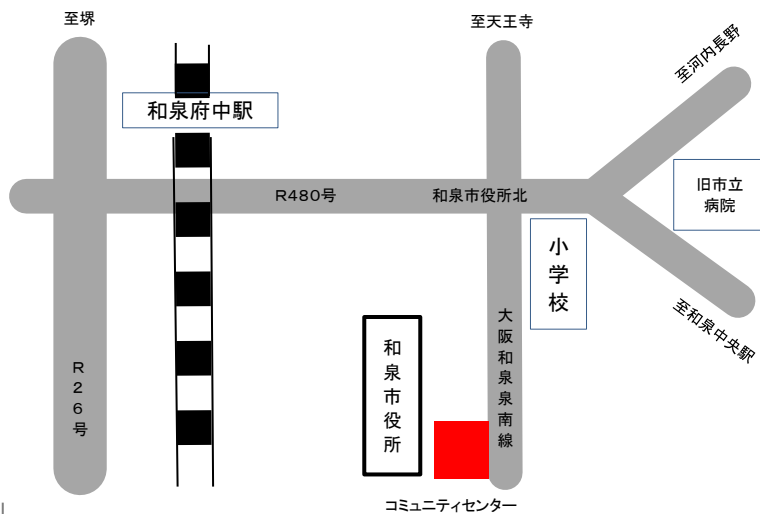 至堺
至天王寺
至河内長野
和泉府中駅
R480号
和泉市役所北
旧市立
病院
小学校
大阪和泉泉南線
至和泉中央駅
R26号
和泉市役所
コミュニティセンター